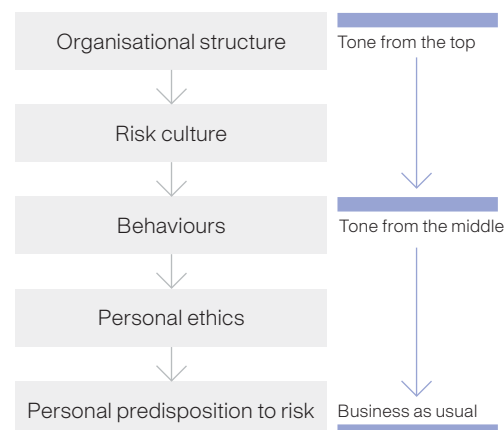 Organisational structure
Tone from the top
Risk culture
Behaviours
Tone from the middle
Personal ethics
Personal predisposition to risk
Business as usual